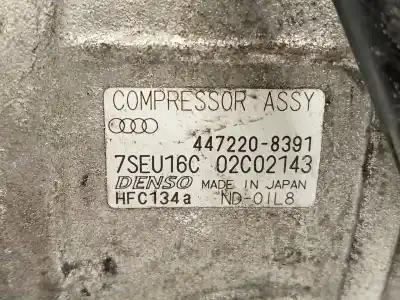 COMPRESSOR ASSY
447220-8391
7SEU16C 02C02143
DENSO MADE IN JAPAN
HFC134a ND-OIL8